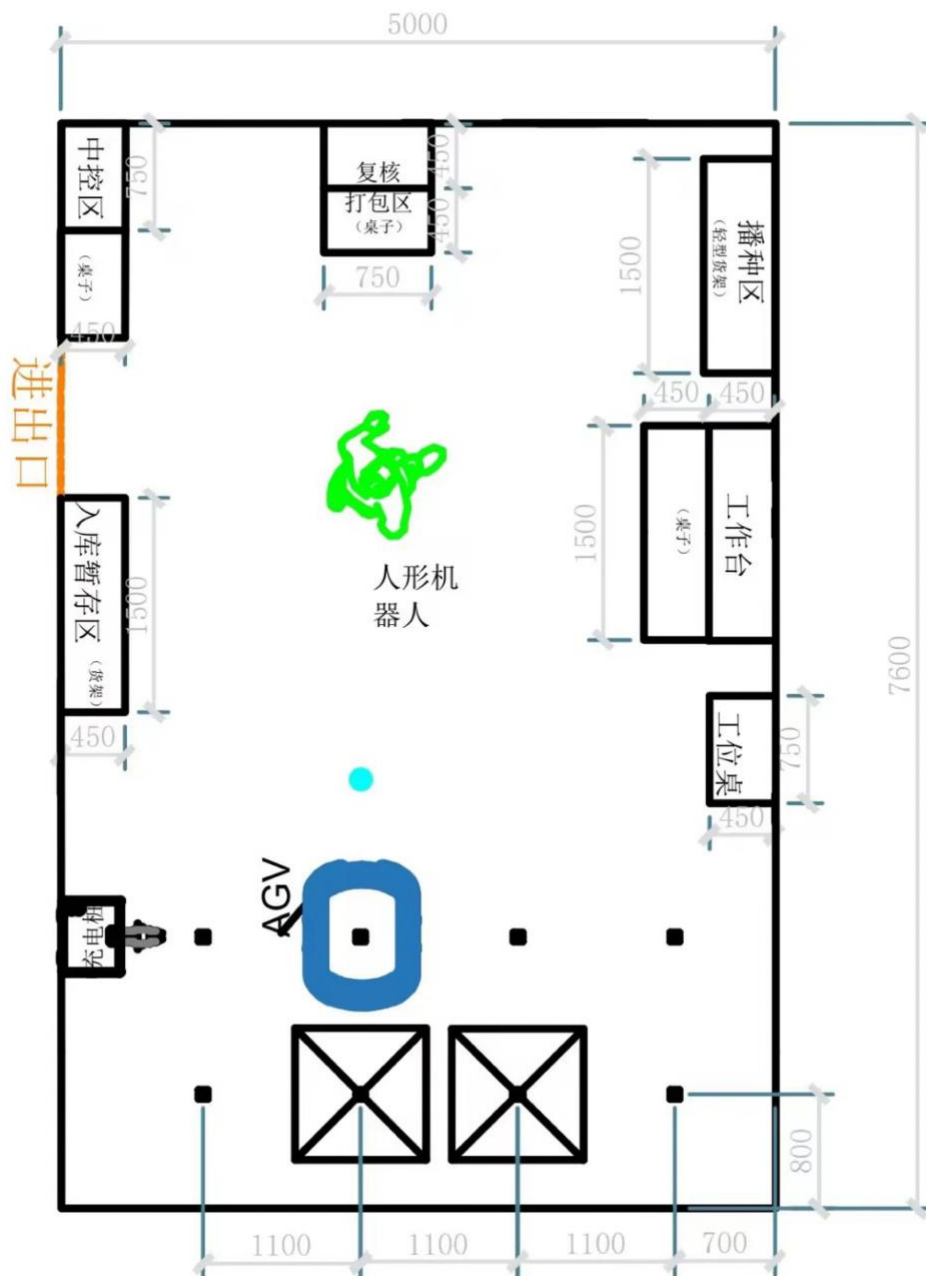 5000
中控区
750
（桌子）
450
复核
450
打包区
（桌子）
450
750
播种区
（轻型货架）
1500
450
450
进出口
工作台
（桌子）
1500
人形机
器人
入库暂存区
（货架）
1500
450
7600
工位桌
750
450
AGV
充电桩
800
1100
1100
1100
700